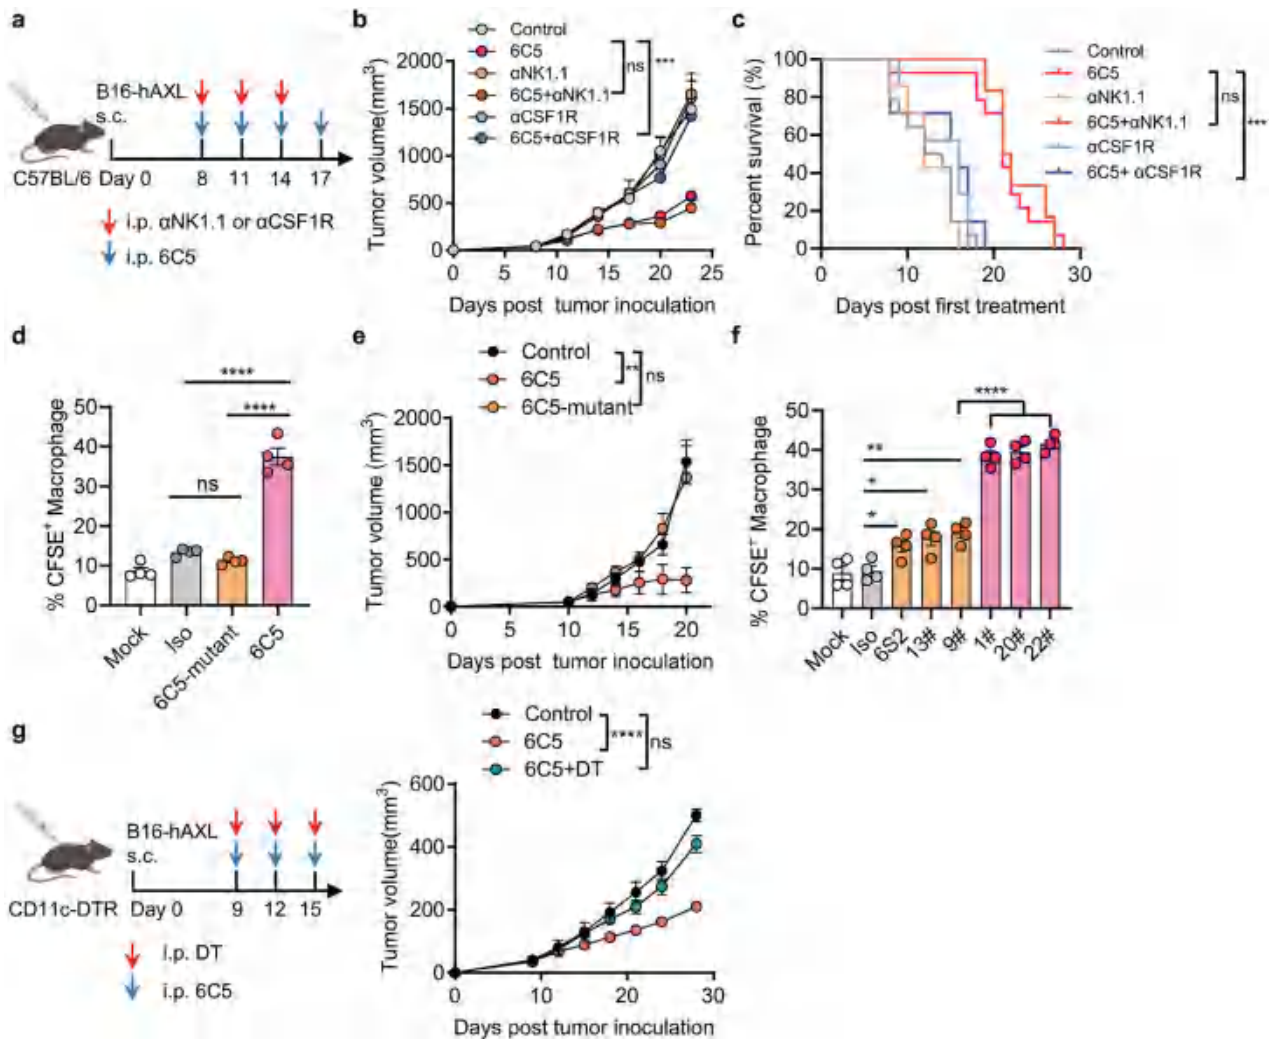 a
B16-hAXL
s.c.
C57BL/6 Day 0 8 11 14 17
i.p. αNK1.1 or αCSF1R
i.p. 6C5
b
Control
6C5
αNK1.1
6C5+αNK1.1
αCSF1R
6C5+αCSF1R
ns
***
Tumor volume(mm³)
2000
1500
1000
500
0
0 5 10 15 20 25
Days post tumor inoculation
c
Control
6C5
αNK1.1
6C5+αNK1.1
αCSF1R
6C5+ αCSF1R
ns
***
Percent survival (%)
100
80
60
40
20
0
0 10 20 30
Days post first treatment
d
****
****
ns
% CFSE⁺ Macrophage
50
40
30
20
10
0
Mock
Iso
6C5-mutant
6C5
e
Control
6C5
6C5-mutant
**
ns
Tumor volume (mm³)
2000
1500
1000
500
0
0 5 10 15 20
Days post tumor inoculation
f
****
**
*
*
% CFSE⁺ Macrophage
50
40
30
20
10
0
Mock
Iso
6S2
13#
9#
1#
20#
22#
g
B16-hAXL
s.c.
CD11c-DTR Day 0 9 12 15
i.p. DT
i.p. 6C5
Control
6C5
6C5+DT
****
ns
Tumor volume(mm³)
600
400
200
0
0 10 20 30
Days post tumor inoculation